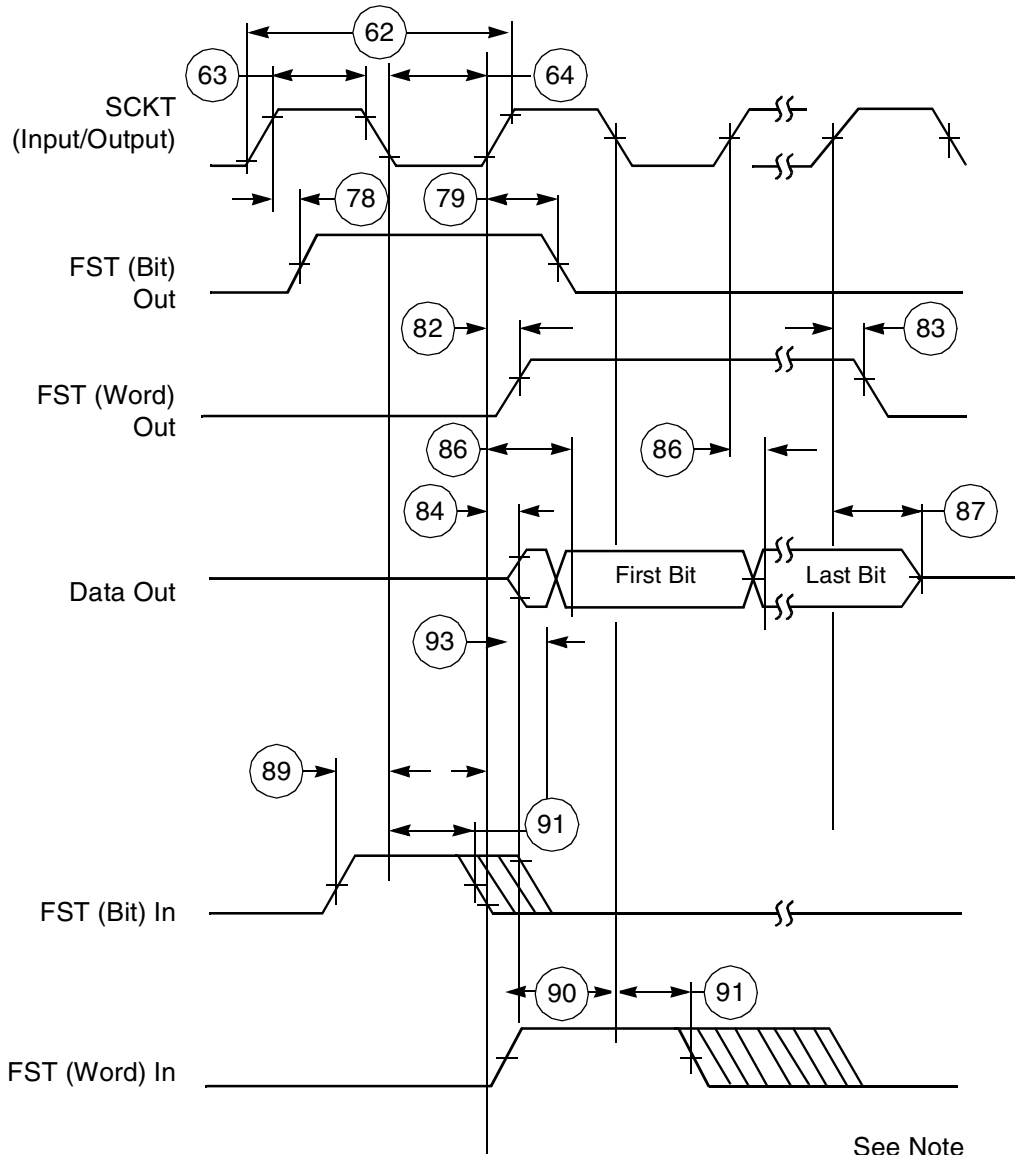 62
63
64
SCKT
(Input/Output)
78
79
FST (Bit)
Out
82
83
FST (Word)
Out
86
86
84
87
First Bit
Last Bit
Data Out
93
89
91
FST (Bit) In
90
91
FST (Word) In
See Note